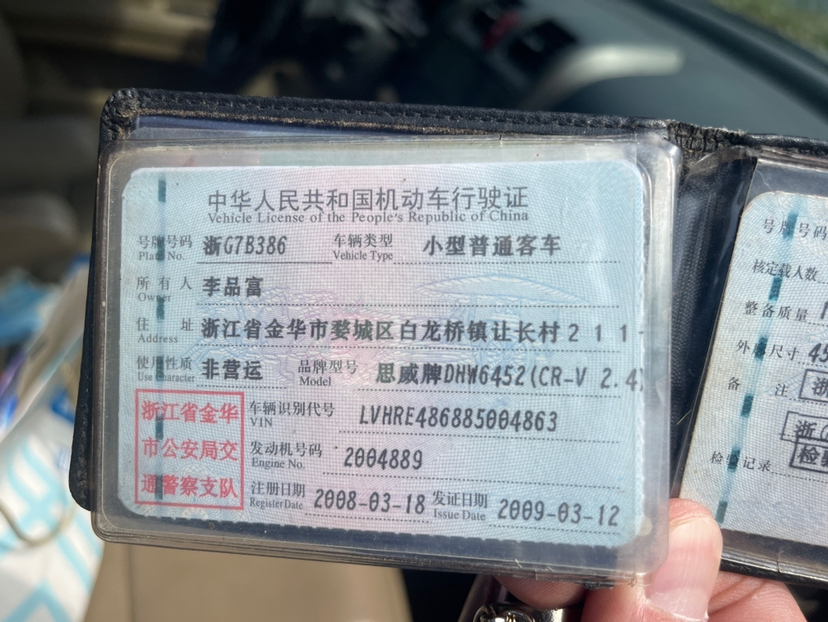 中华人民共和国机动车行驶证
Vehicle License of the People's Republic of China
号牌号码 浙G7B386 车辆类型 小型普通客车
Plate No. Vehicle Type
所有人 李品富
Owner
住址 浙江省金华市婺城区白龙桥镇让长村211-
Address
使用性质 非营运 品牌型号 思威牌DHW6452(CR-V 2.4)
Use Character Model
浙江省金华
市公安局交
通警察支队
车辆识别代号 LVHRE486885004863
VIN
发动机号码 2004889
Engine No.
注册日期 2008-03-18 发证日期 2009-03-12
Register Date Issue Date
号牌号码
核定载人数
整备质量 1
外廓尺寸 45
备注 浙
浙G
检验记录 检验